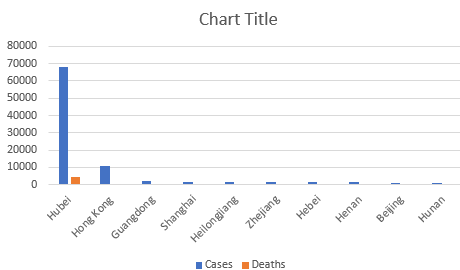 Chart Title
80000
70000
60000
50000
40000
30000
20000
10000
0
Hubei
Hong Kong
Guangdong
Shanghai
Heilongjiang
Zhejiang
Hebei
Henan
Beijing
Hunan
Cases Deaths